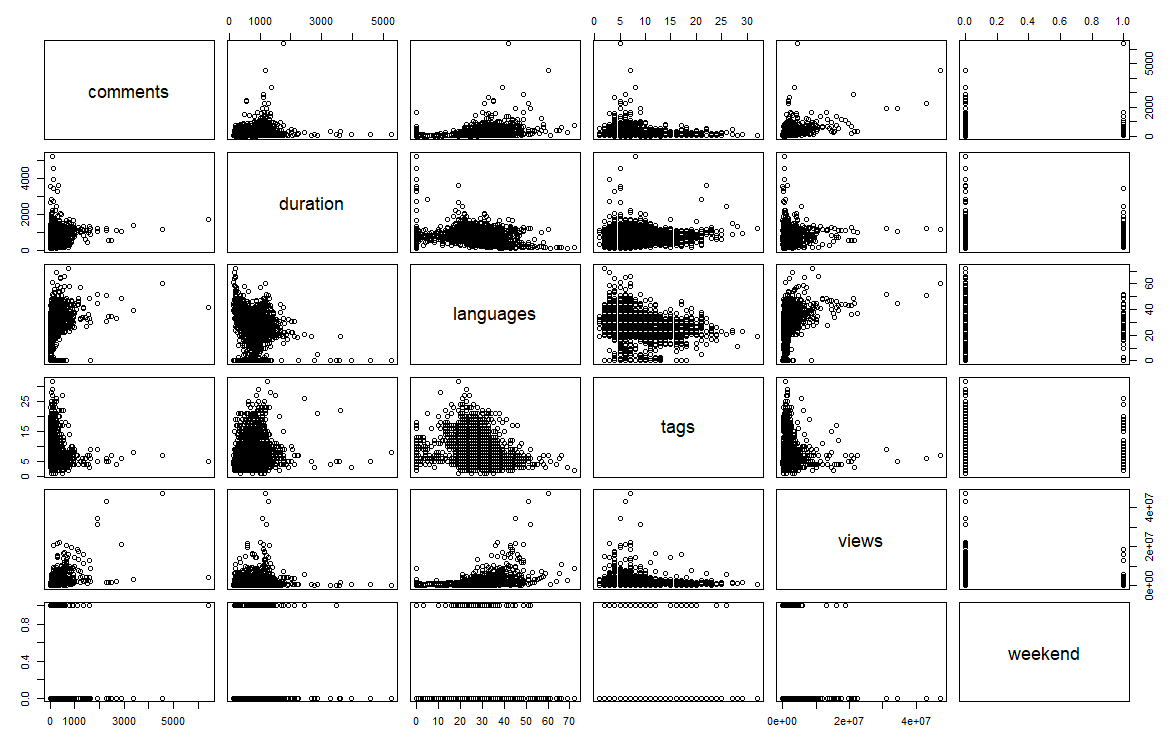 0 1000 3000 5000 0 5 10 15 20 25 30 0.0 0.2 0.4 0.6 0.8 1.0
comments 0 2000 5000
0 2000 4000 duration
languages 0 20 40 60
5 15 25 tags
views 0e+00 2e+07 4e+07
0.0 0.4 0.8 weekend
0 1000 3000 5000 0 10 20 30 40 50 60 70 0e+00 2e+07 4e+07